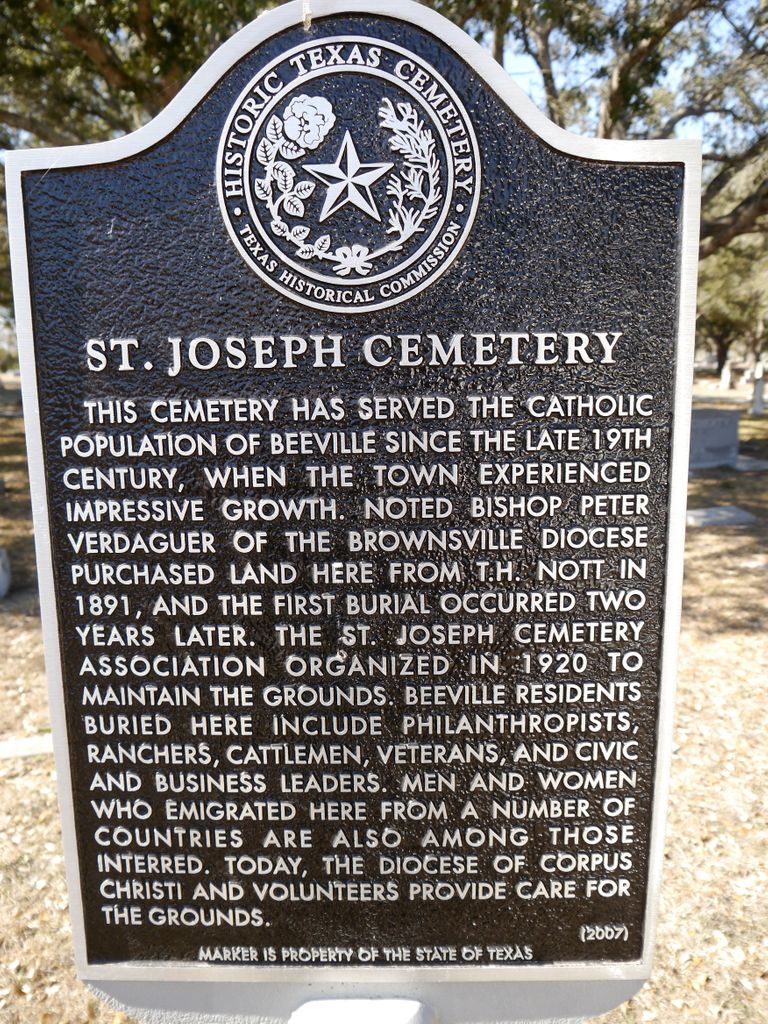 HISTORIC TEXAS CEMETERY
TEXAS HISTORICAL COMMISSION
ST. JOSEPH CEMETERY
THIS CEMETERY HAS SERVED THE CATHOLIC
POPULATION OF BEEVILLE SINCE THE LATE 19TH
CENTURY, WHEN THE TOWN EXPERIENCED
IMPRESSIVE GROWTH. NOTED BISHOP PETER
VERDAGUER OF THE BROWNSVILLE DIOCESE
PURCHASED LAND HERE FROM T.H. NOTT IN
1891, AND THE FIRST BURIAL OCCURRED TWO
YEARS LATER. THE ST. JOSEPH CEMETERY
ASSOCIATION ORGANIZED IN 1920 TO
MAINTAIN THE GROUNDS. BEEVILLE RESIDENTS
BURIED HERE INCLUDE PHILANTHROPISTS,
RANCHERS, CATTLEMEN, VETERANS, AND CIVIC
AND BUSINESS LEADERS. MEN AND WOMEN
WHO EMIGRATED HERE FROM A NUMBER OF
COUNTRIES ARE ALSO AMONG THOSE
INTERRED. TODAY, THE DIOCESE OF CORPUS
CHRISTI AND VOLUNTEERS PROVIDE CARE FOR
THE GROUNDS.
(2007)
MARKER IS PROPERTY OF THE STATE OF TEXAS